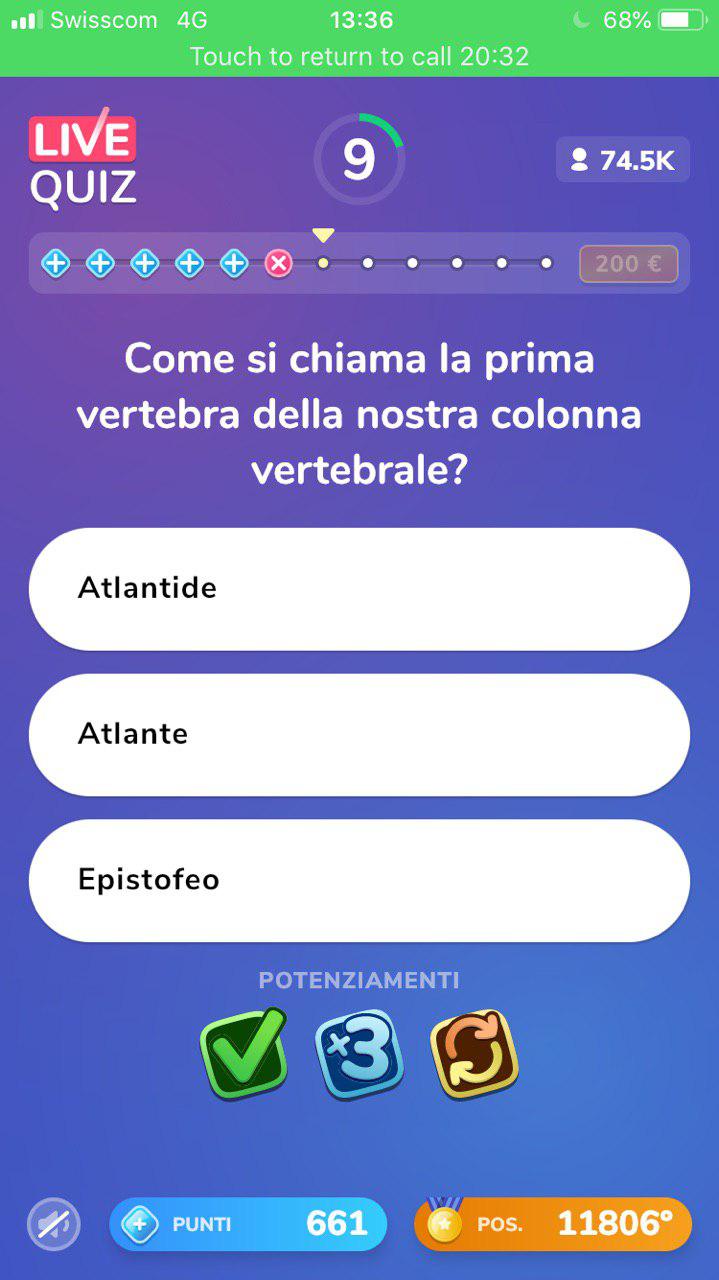 Swisscom 4G 13:36 68%
Touch to return to call 20:32
LIVE
QUIZ
9
74.5K
200 €
Come si chiama la prima
vertebra della nostra colonna
vertebrale?
Atlantide
Atlante
Epistofeo
POTENZIAMENTI
×3
PUNTI 661
POS. 11806º